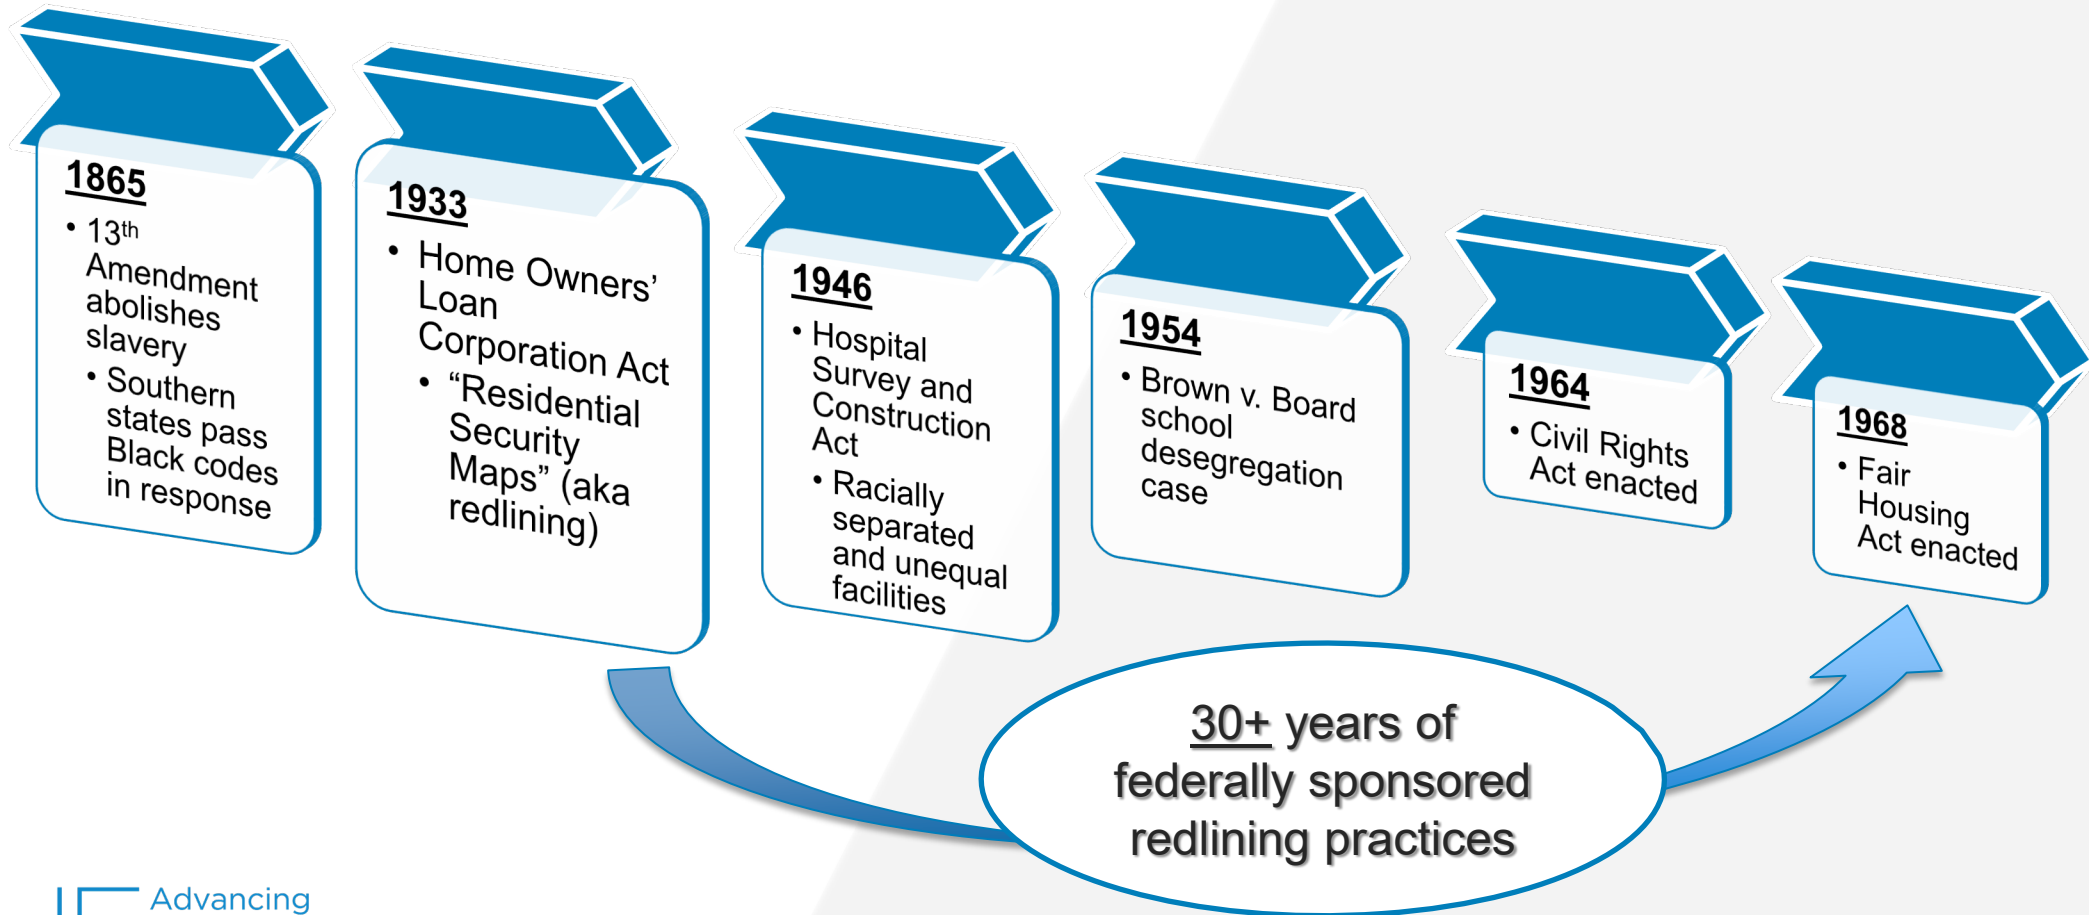 1865
• 13th
Amendment
abolishes
slavery
• Southern
states pass
Black codes
in response
1933
• Home Owners’
Loan
Corporation Act
• “Residential
Security
Maps” (aka
redlining)
1946
• Hospital
Survey and
Construction
Act
• Racially
separated
and unequal
facilities
1954
• Brown v. Board
school
desegregation
case
1964
• Civil Rights
Act enacted
1968
• Fair
Housing
Act enacted
30+ years of
federally sponsored
redlining practices
Advancing